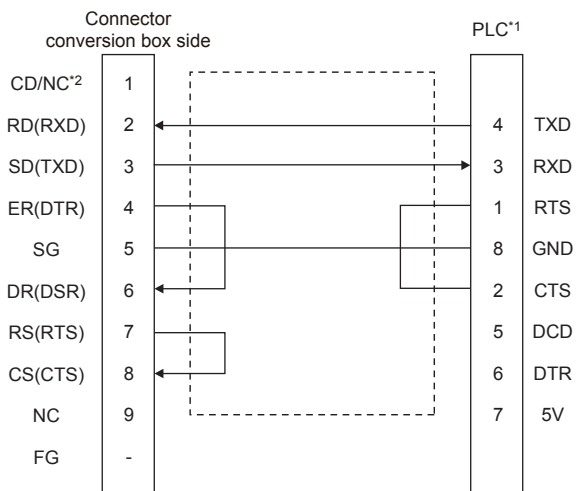 Connector
conversion box side
PLC*1
CD/NC*2 1
RD(RXD) 2 4 TXD
SD(TXD) 3 3 RXD
ER(DTR) 4 1 RTS
SG 5 8 GND
DR(DSR) 6 2 CTS
RS(RTS) 7 5 DCD
CS(CTS) 8 6 DTR
NC 9 7 5V
FG -